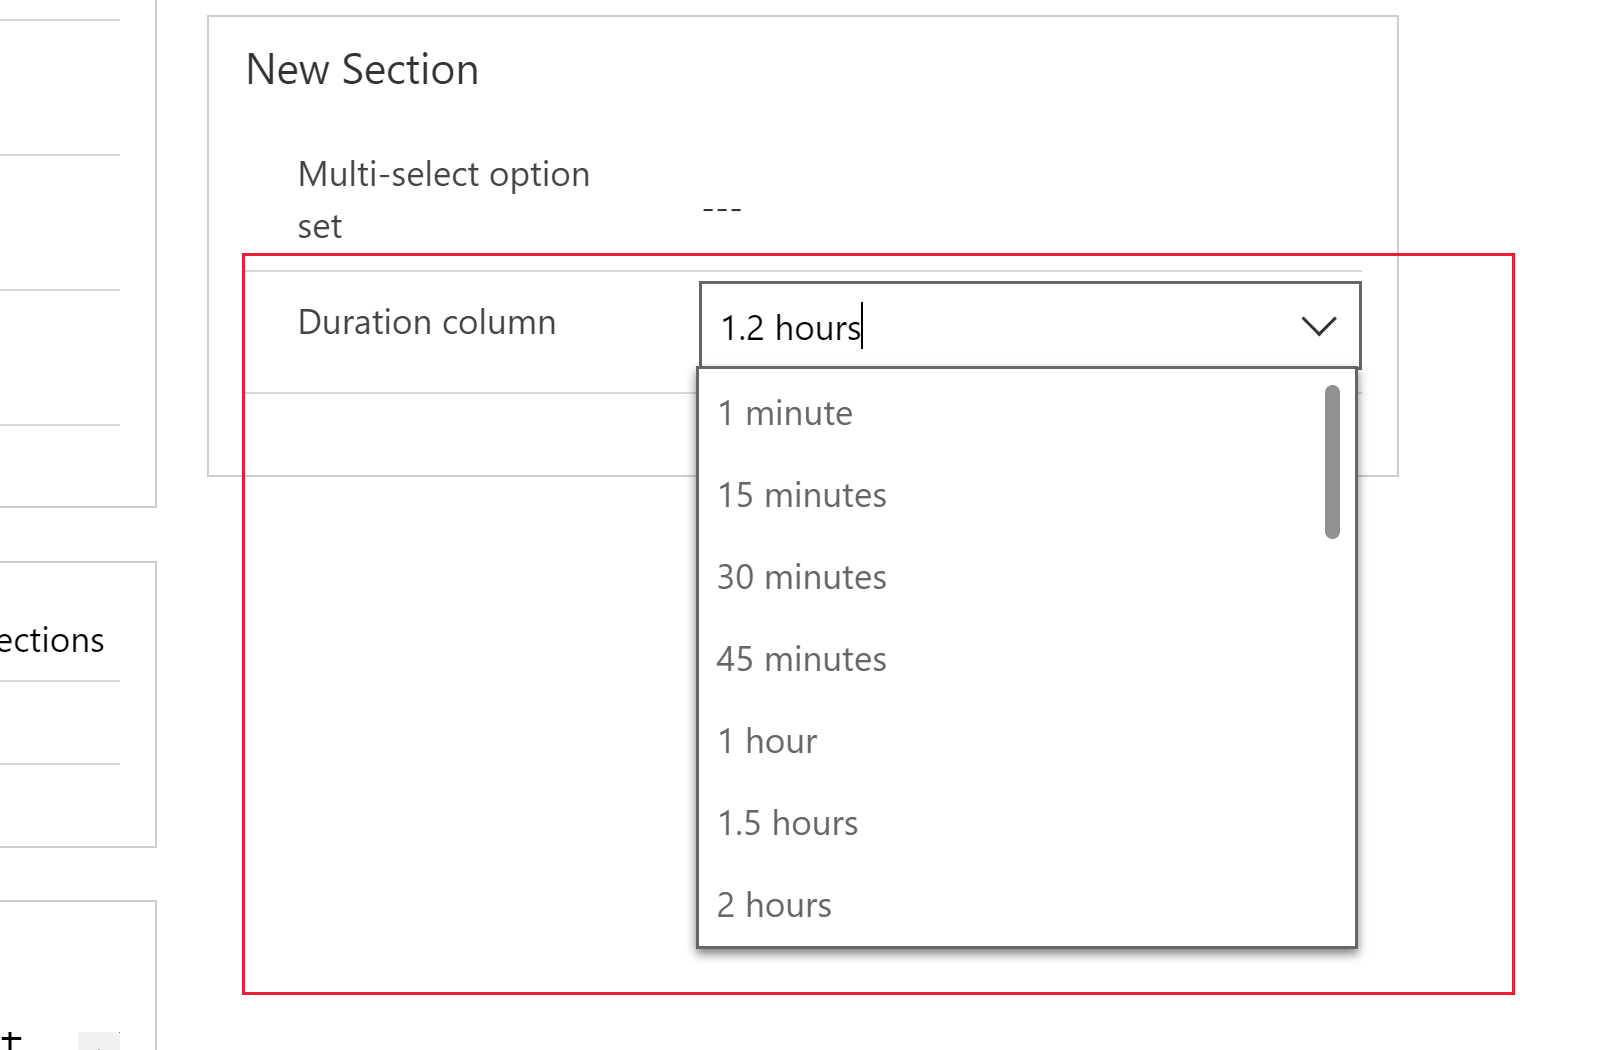 New Section
Multi-select option
set
---
Duration column
1.2 hours
1 minute
15 minutes
30 minutes
45 minutes
1 hour
1.5 hours
2 hours
ections